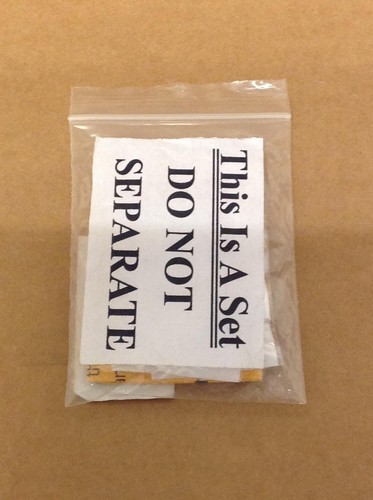 This Is A Set
DO NOT
SEPARATE